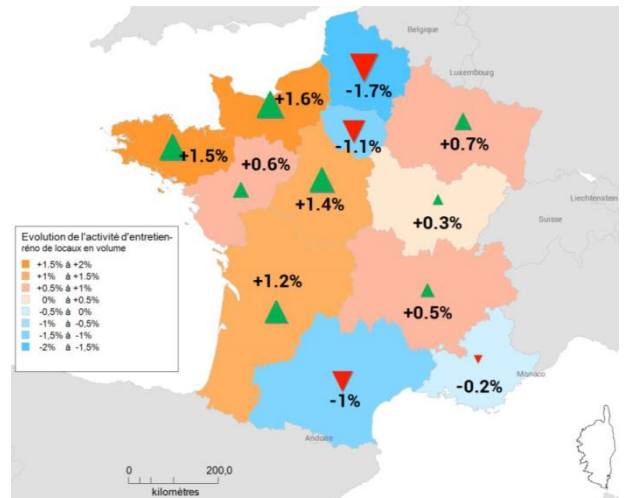 Belgique
Luxembourg
-1.7%
+1.6%
-1.1%
+0.7%
+1.5%
+0.6%
+1.4%
Liechtenstein
Suisse
+0.3%
Evolution de l'activité d'entretien-
réno de locaux en volume
+1.5% à +2%
+1% à +1.5%
+0.5% à +1%
0% à +0.5%
-0.5% à 0%
-1% à -0,5%
-1,5% à -1%
-2% à -1,5%
+1.2%
+0.5%
Monaco
-0.2%
-1%
Andorre
0 200,0
kilomètres